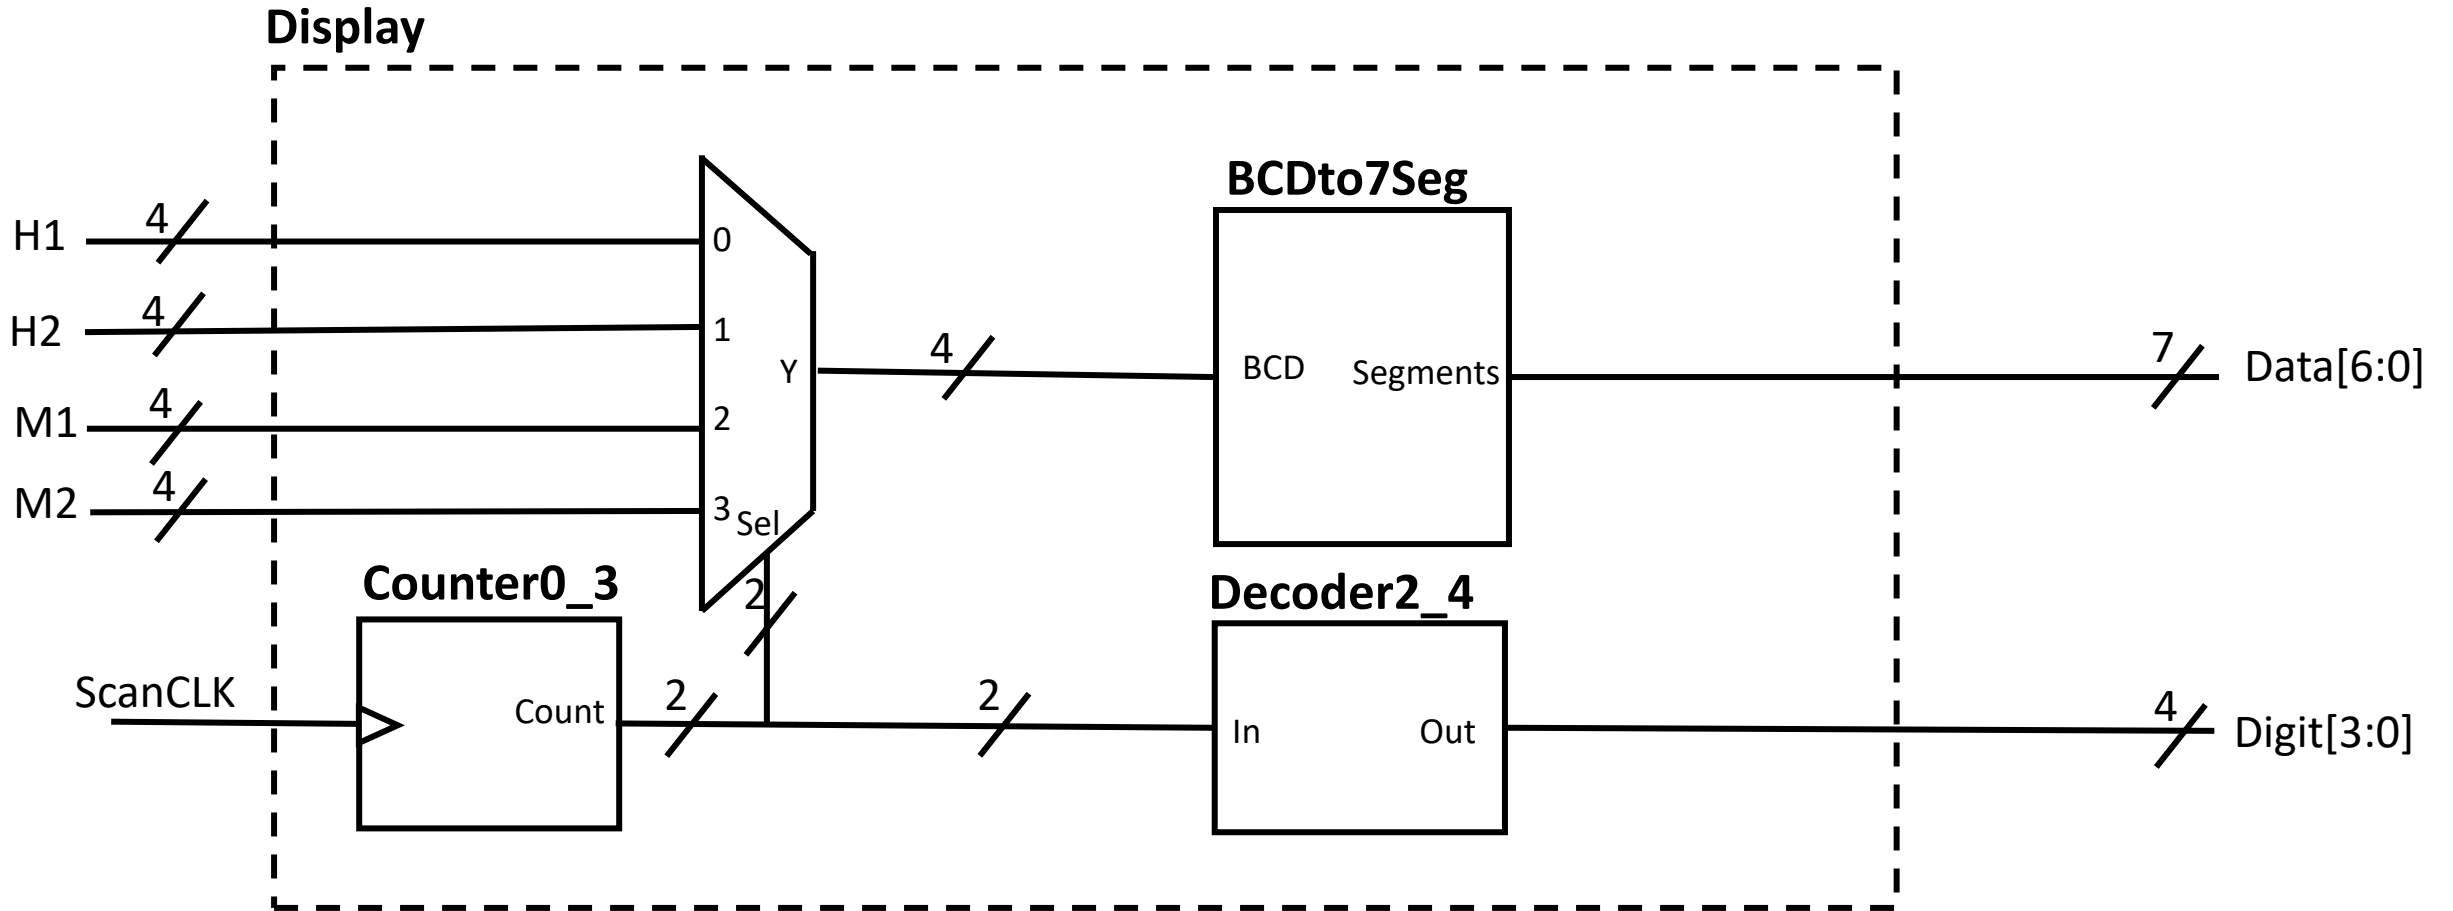 Display
BCDto7Seg
H1
4
0
H2
4
1
Y
4
BCD
Segments
7
Data[6:0]
M1
4
2
M2
4
3
Sel
Counter0_3
2
Decoder2_4
ScanCLK
Count
2
2
In
Out
4
Digit[3:0]